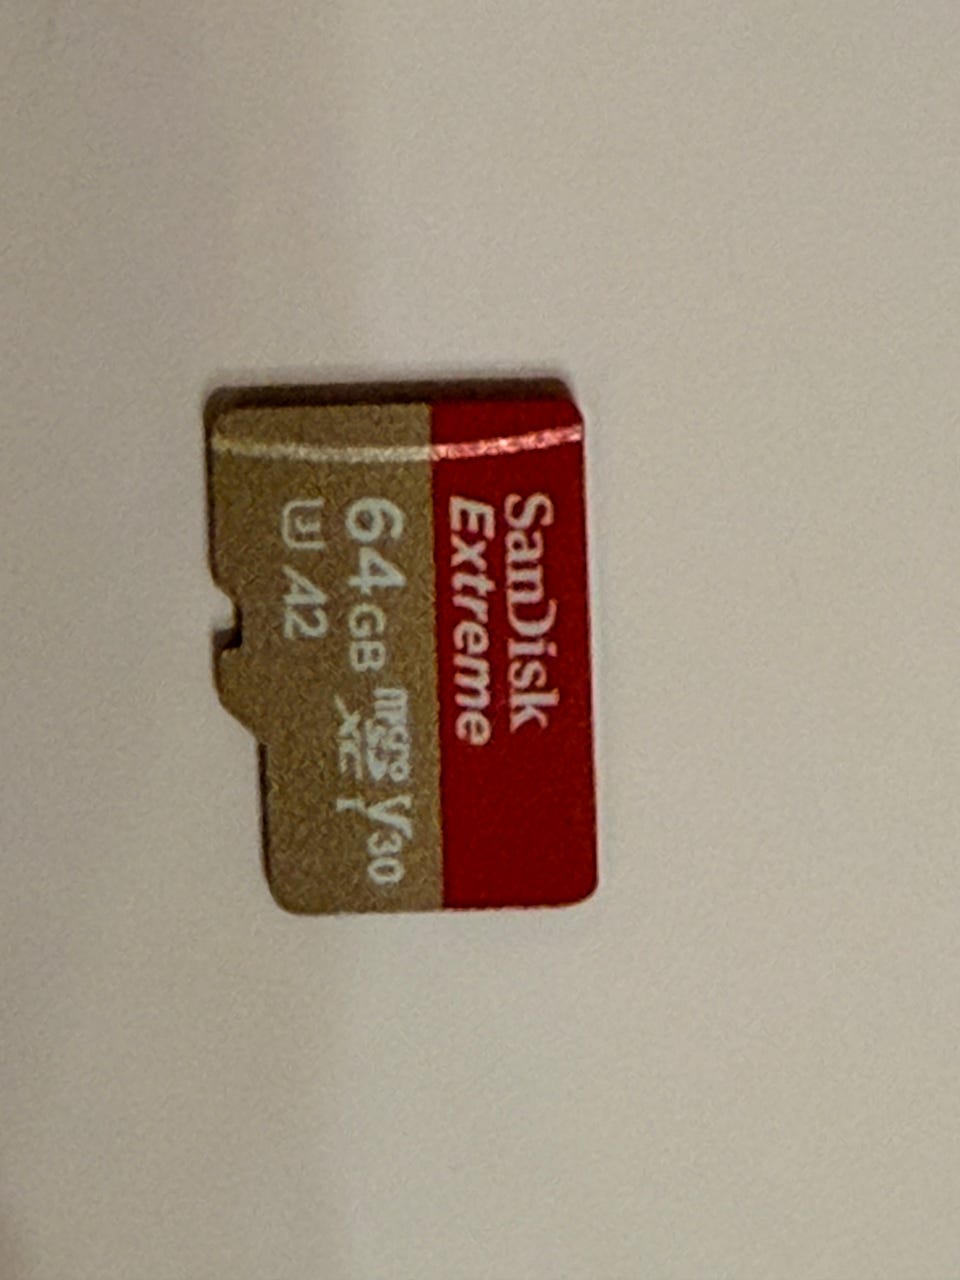 SanDisk
Extreme
64GB microSD XC I V30
U3 A2